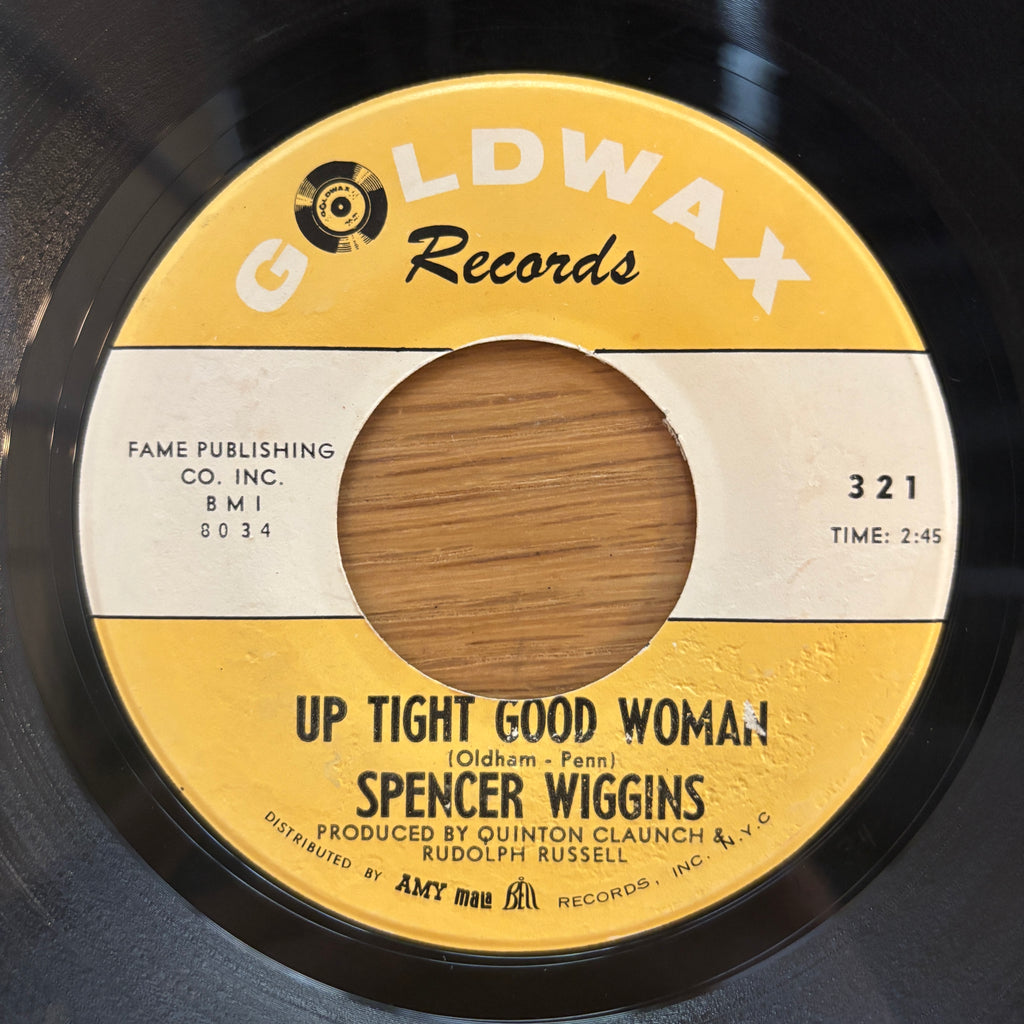 GOLDWAX
GOLDWAX
Records
FAME PUBLISHING
CO. INC.
BMI
8034
321
TIME: 2:45
UP TIGHT GOOD WOMAN
(Oldham - Penn)
SPENCER WIGGINS
PRODUCED BY QUINTON CLAUNCH &
RUDOLPH RUSSELL
DISTRIBUTED BY AMY mala BELL RECORDS, INC. N.Y.C